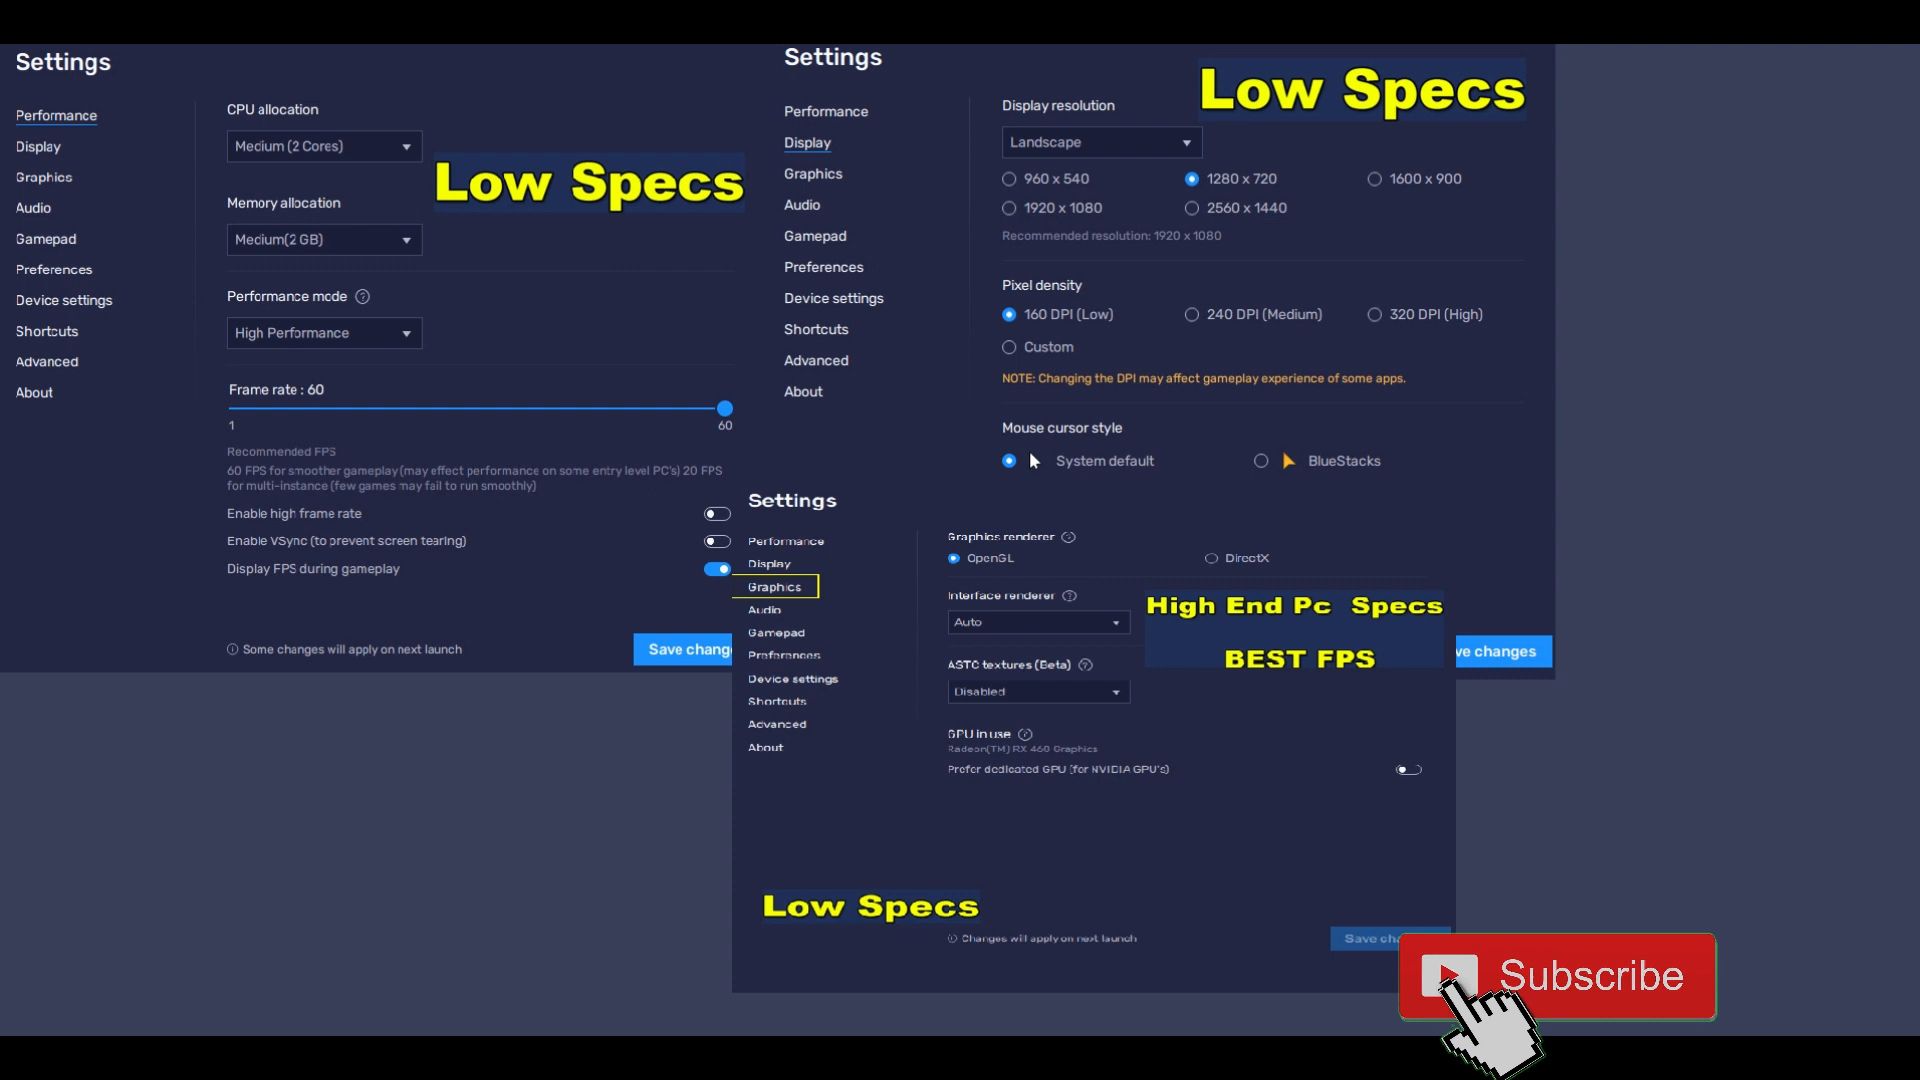 Settings
Performance
Display
Graphics
Audio
Gamepad
Preferences
Device settings
Shortcuts
Advanced
About
CPU allocation
Medium (2 Cores)
Memory allocation
Medium(2 GB)
Performance mode ?
High Performance
Frame rate : 60
1 60
Recommended FPS
60 FPS for smoother gameplay (may effect performance on some entry level PC's) 20 FPS
for multi-instance (few games may fail to run smoothly)
Enable high frame rate
Enable VSync (to prevent screen tearing)
Display FPS during gameplay
Some changes will apply on next launch
Save chang
Low Specs
Settings
Performance
Display
Graphics
Audio
Gamepad
Preferences
Device settings
Shortcuts
Advanced
About
Low Specs
Display resolution
Landscape
960 x 540 1280 x 720 1600 x 900
1920 x 1080 2560 x 1440
Recommended resolution: 1920 x 1080
Pixel density
160 DPI (Low) 240 DPI (Medium) 320 DPI (High)
Custom
NOTE: Changing the DPI may affect gameplay experience of some apps.
Mouse cursor style
System default BlueStacks
ve changes
Settings
Performance
Display
Graphics
Audio
Gamepad
Preferences
Device settings
Shortcuts
Advanced
About
Graphics renderer ?
OpenGL DirectX
Interface renderer ?
Auto
ASTC textures (Beta) ?
Disabled
GPU in use ?
Radeon(TM) RX 460 Graphics
Prefer dedicated GPU (for NVIDIA GPU's)
High End Pc Specs
BEST FPS
Low Specs
Changes will apply on next launch
Save ch
Subscribe